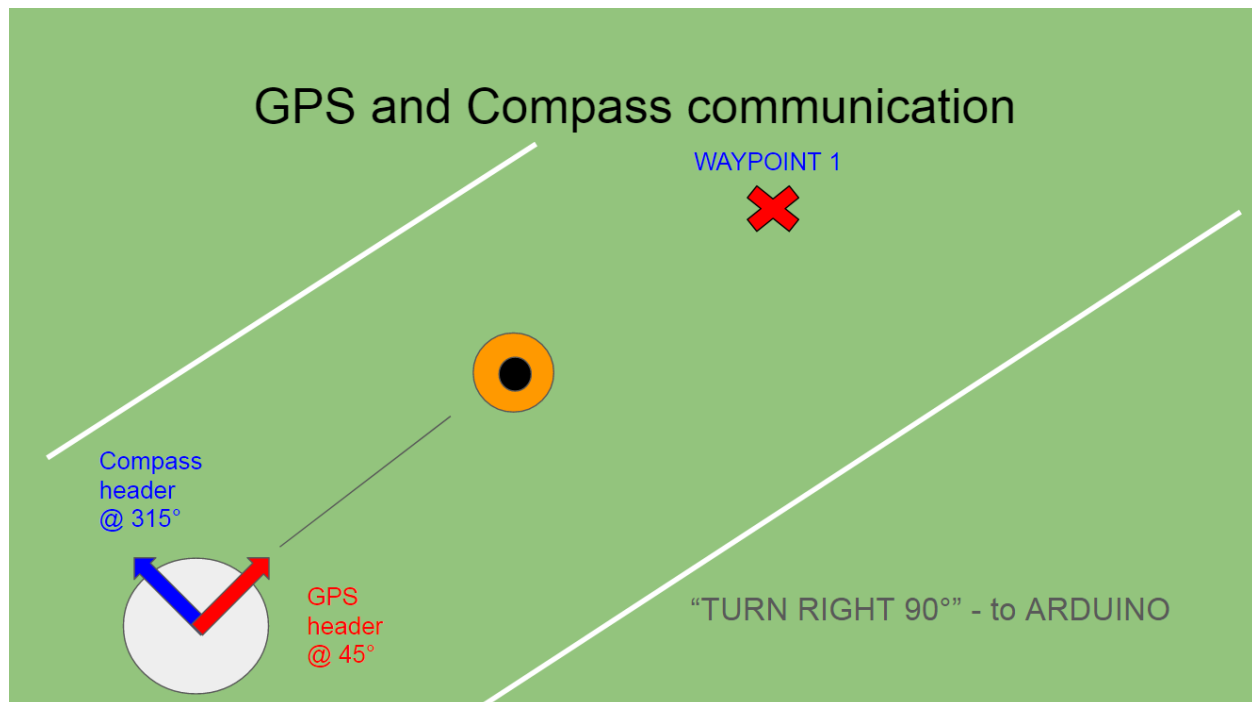 GPS and Compass communication
WAYPOINT 1
Compass
header
@ 315°
GPS
header
@ 45°
“TURN RIGHT 90°” - to ARDUINO